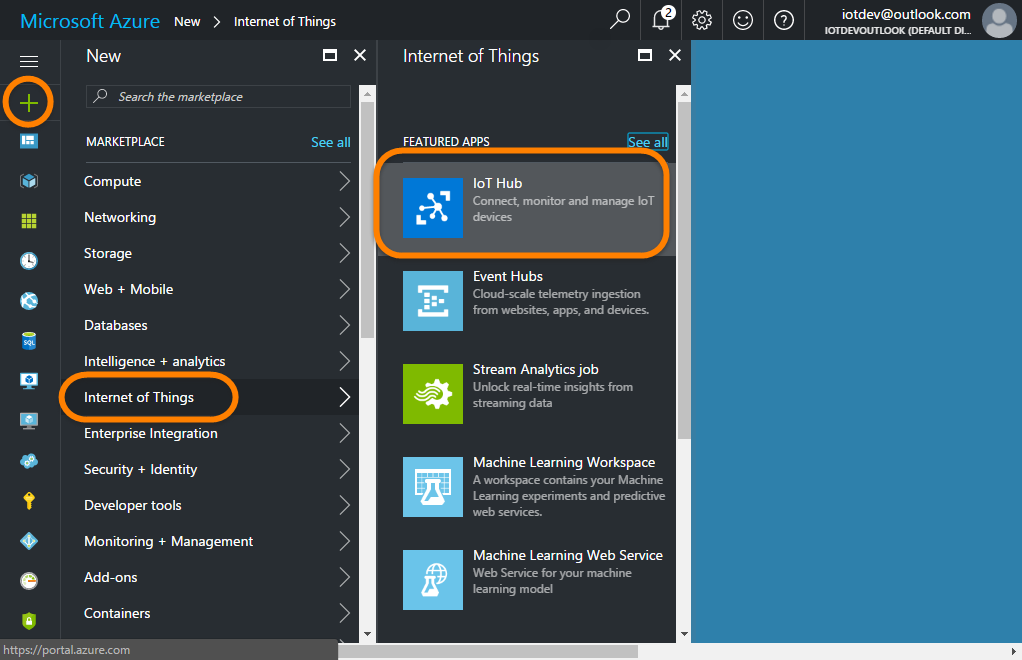 Microsoft Azure New > Internet of Things
2
iotdev@outlook.com
IOTDEVOUTLOOK (DEFAULT DI...
New
Search the marketplace
MARKETPLACE See all
Compute
Networking
Storage
Web + Mobile
Databases
Intelligence + analytics
Internet of Things
Enterprise Integration
Security + Identity
Developer tools
Monitoring + Management
Add-ons
Containers
Internet of Things
FEATURED APPS See all
IoT Hub
Connect, monitor and manage IoT
devices
Event Hubs
Cloud-scale telemetry ingestion
from websites, apps, and devices.
Stream Analytics job
Unlock real-time insights from
streaming data
Machine Learning Workspace
A workspace contains your Machine
Learning experiments and predictive
web services.
Machine Learning Web Service
Web Service for your machine
learning model
SQL
https://portal.azure.com